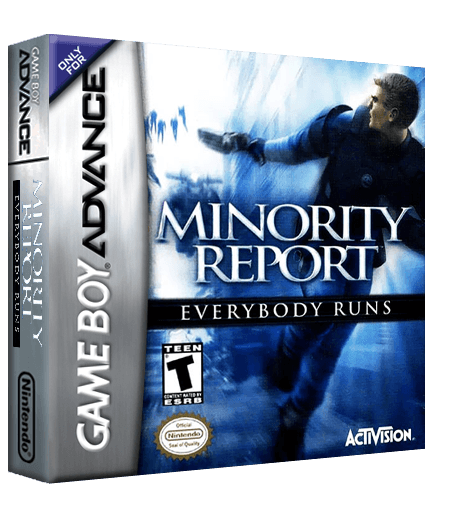 GAME BOY
ADVANCE
MINORITY
REPORT
EVERYBODY RUNS
Nintendo®
GAME BOY ADVANCE
ONLY
FOR
MINORITY
REPORT
EVERYBODY RUNS
TEEN
T
CONTENT RATED BY
ESRB
Official
Nintendo
Seal of Quality
ACTIVISION